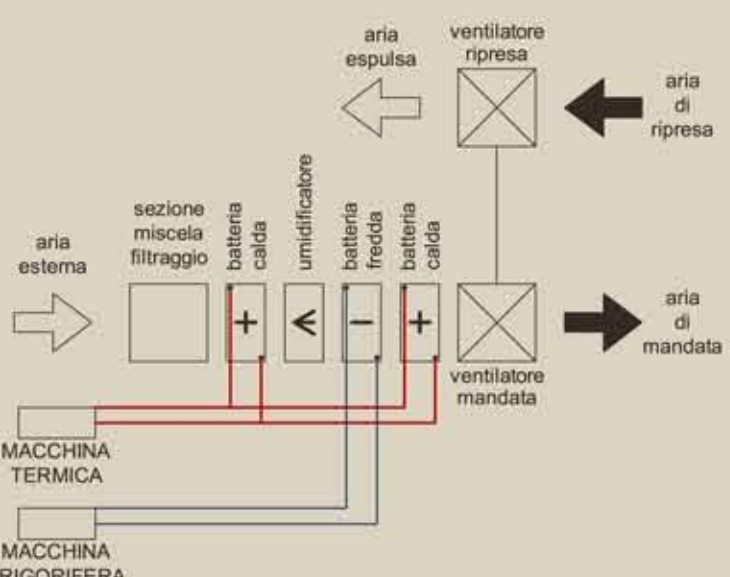 aria
espulsa
ventilatore
ripresa
aria
di
ripresa
aria
esterna
sezione
miscela
filtraggio
batteria
calda
umidificatore
batteria
fredda
batteria
calda
+
<
−
+
aria
di
mandata
ventilatore
mandata
MACCHINA
TERMICA
MACCHINA
RIGORIFERA